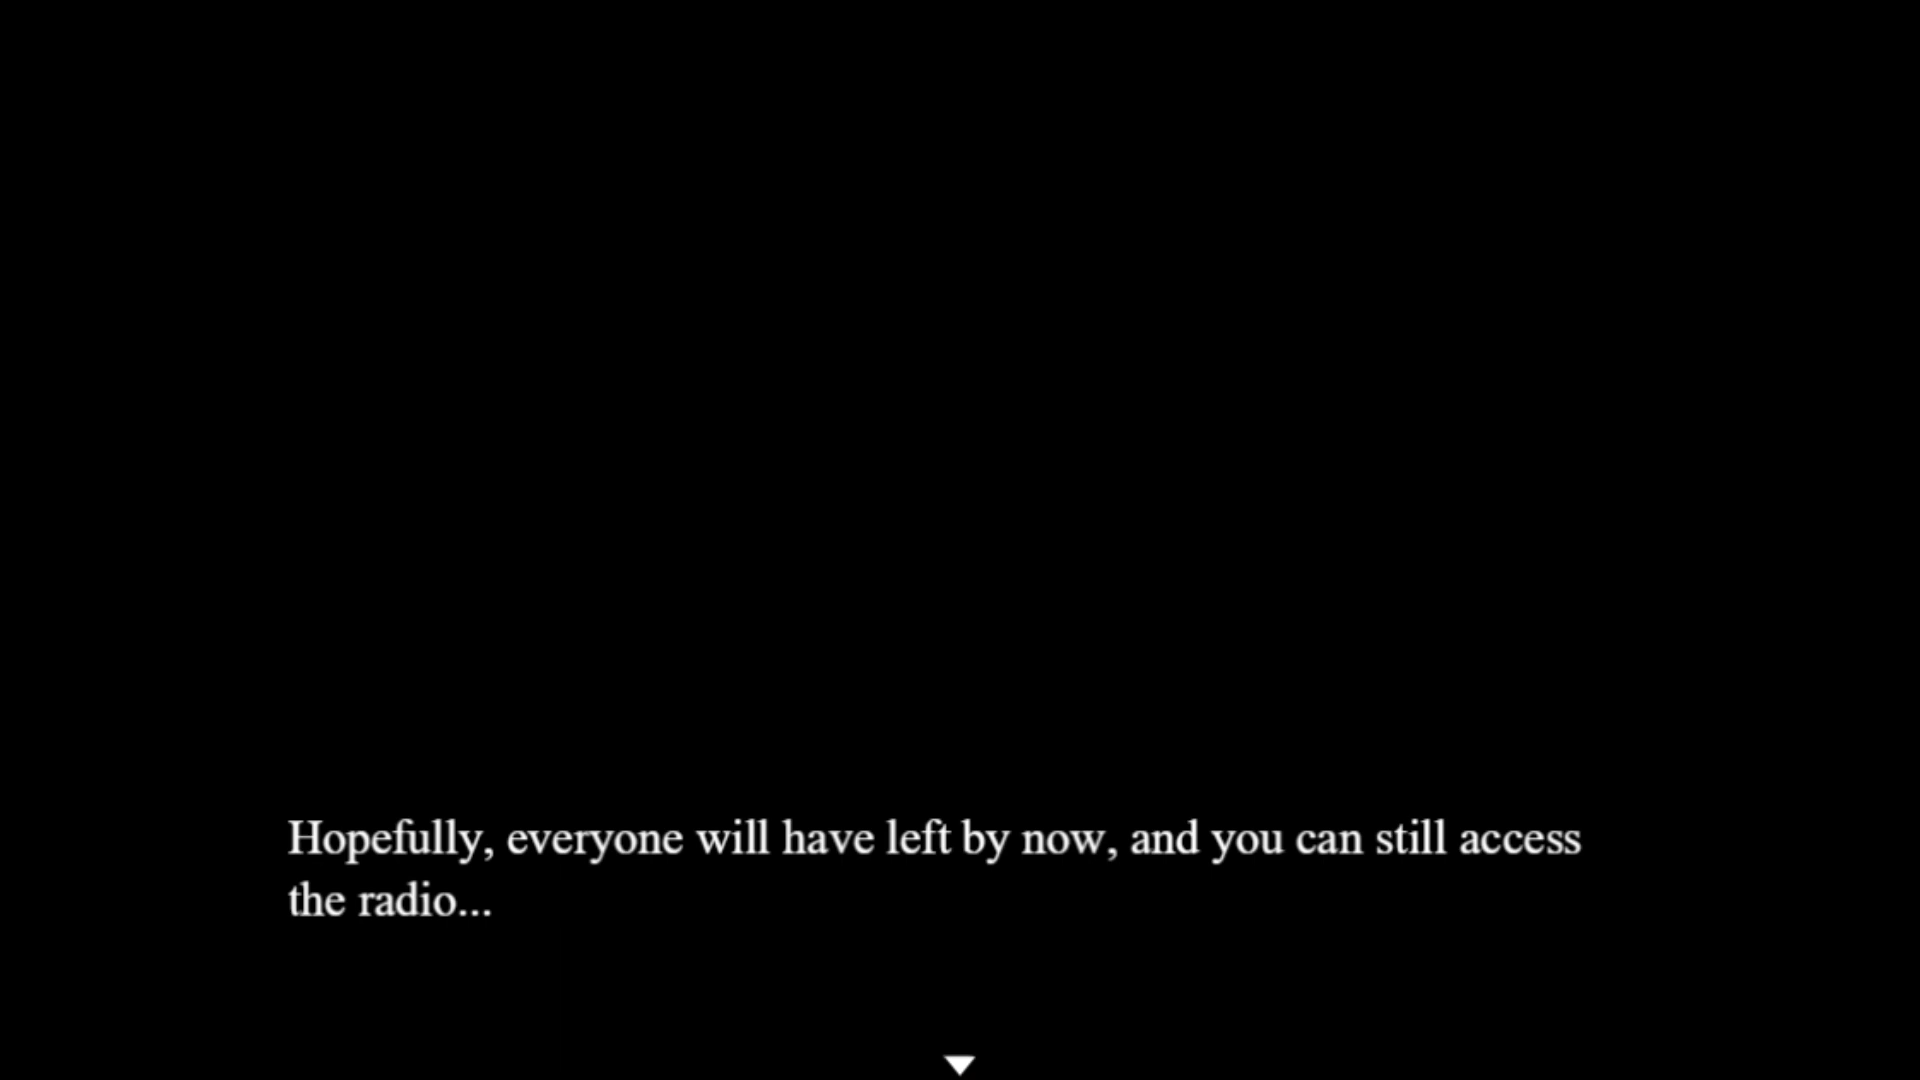 Hopefully, everyone will have left by now, and you can still access
the radio...